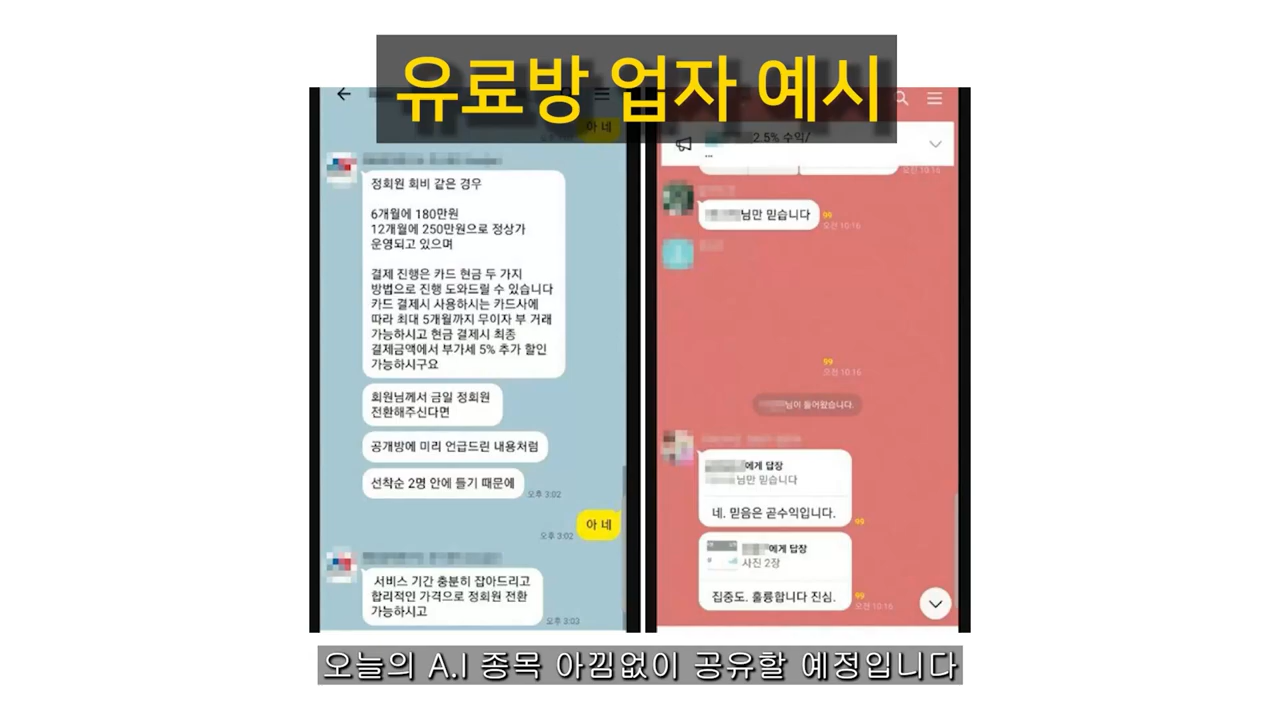 유료방 업자 예시
아 네
정회원 회비 같은 경우
6개월에 180만원
12개월에 250만원으로 정상가
운영되고 있으며
결제 진행은 카드 현금 두 가지
방법으로 진행 도와드릴 수 있습니다
카드 결제시 사용하시는 카드사에
따라 최대 5개월까지 무이자 부 거래
가능하시고 현금 결제시 최종
결제금액에서 부가세 5% 추가 할인
가능하시구요
회원님께서 금일 정회원
전환해주신다면
공개방에 미리 언급드린 내용처럼
선착순 2명 안에 들기 때문에
오후 3:02
아 네
오후 3:02
서비스 기간 충분히 잡아드리고
합리적인 가격으로 정회원 전환
가능하시고
오후 3:03
2.5% 수익/
...
오전 10:16
님만 믿습니다
99
오전 10:16
99
오전 10:16
님이 들어왔습니다.
에게 답장
님만 믿습니다
네. 믿음은 곧수익입니다.
99
에게 답장
사진 2장
집중도. 훌륭합니다 진심.
99
오전 10:16
오늘의 A.I 종목 아낌없이 공유할 예정입니다